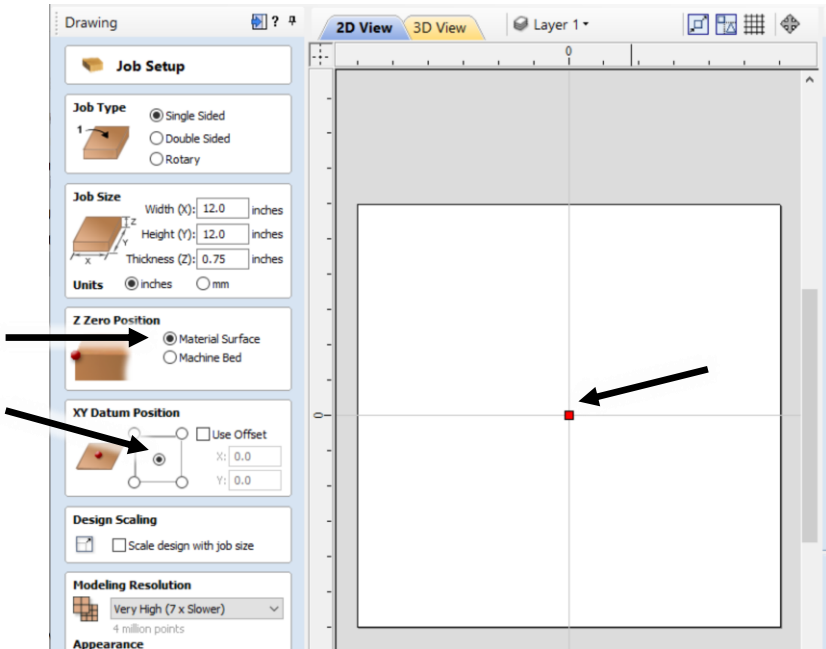 Drawing ?
2D View 3D View Layer 1
Job Setup
0
Job Type
Single Sided
1
Double Sided
Rotary
Job Size
Width (X): 12.0 inches
Z
Height (Y): 12.0 inches
Y
X
Thickness (Z): 0.75 inches
Units inches mm
Z Zero Position
Material Surface
Machine Bed
XY Datum Position
0
Use Offset
X: 0.0
Y: 0.0
Design Scaling
Scale design with job size
Modeling Resolution
Very High (7 x Slower)
4 million points
Appearance